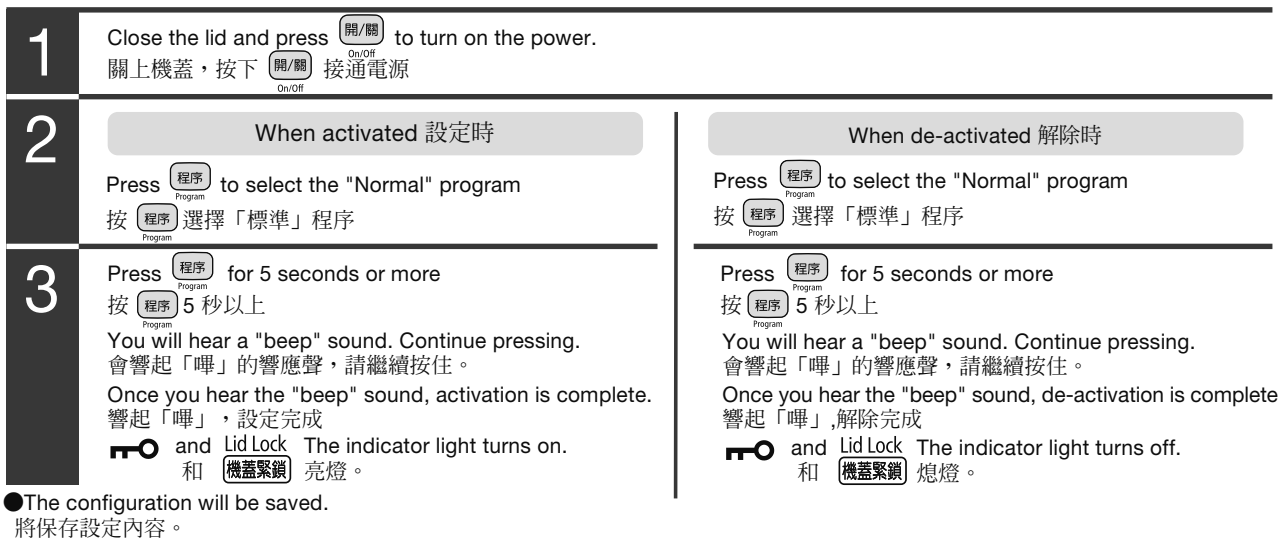 1
Close the lid and press 開/關 On/Off to turn on the power.
關上機蓋，按下 開/關 On/Off 接通電源
2
When activated 設定時
Press 程序 Program to select the "Normal" program
按 程序 Program 選擇「標準」程序
When de-activated 解除時
Press 程序 Program to select the "Normal" program
按 程序 Program 選擇「標準」程序
3
Press 程序 Program for 5 seconds or more
按 程序 Program 5 秒以上
You will hear a "beep" sound. Continue pressing.
會響起「嗶」的響應聲，請繼續按住。
Once you hear the "beep" sound, activation is complete.
響起「嗶」，設定完成
and Lid Lock The indicator light turns on.
和 機蓋緊鎖 亮燈。
Press 程序 Program for 5 seconds or more
按 程序 Program 5 秒以上
You will hear a "beep" sound. Continue pressing.
會響起「嗶」的響應聲，請繼續按住。
Once you hear the "beep" sound, de-activation is complete
響起「嗶」,解除完成
and Lid Lock The indicator light turns off.
和 機蓋緊鎖 熄燈。
●The configuration will be saved.
將保存設定內容。